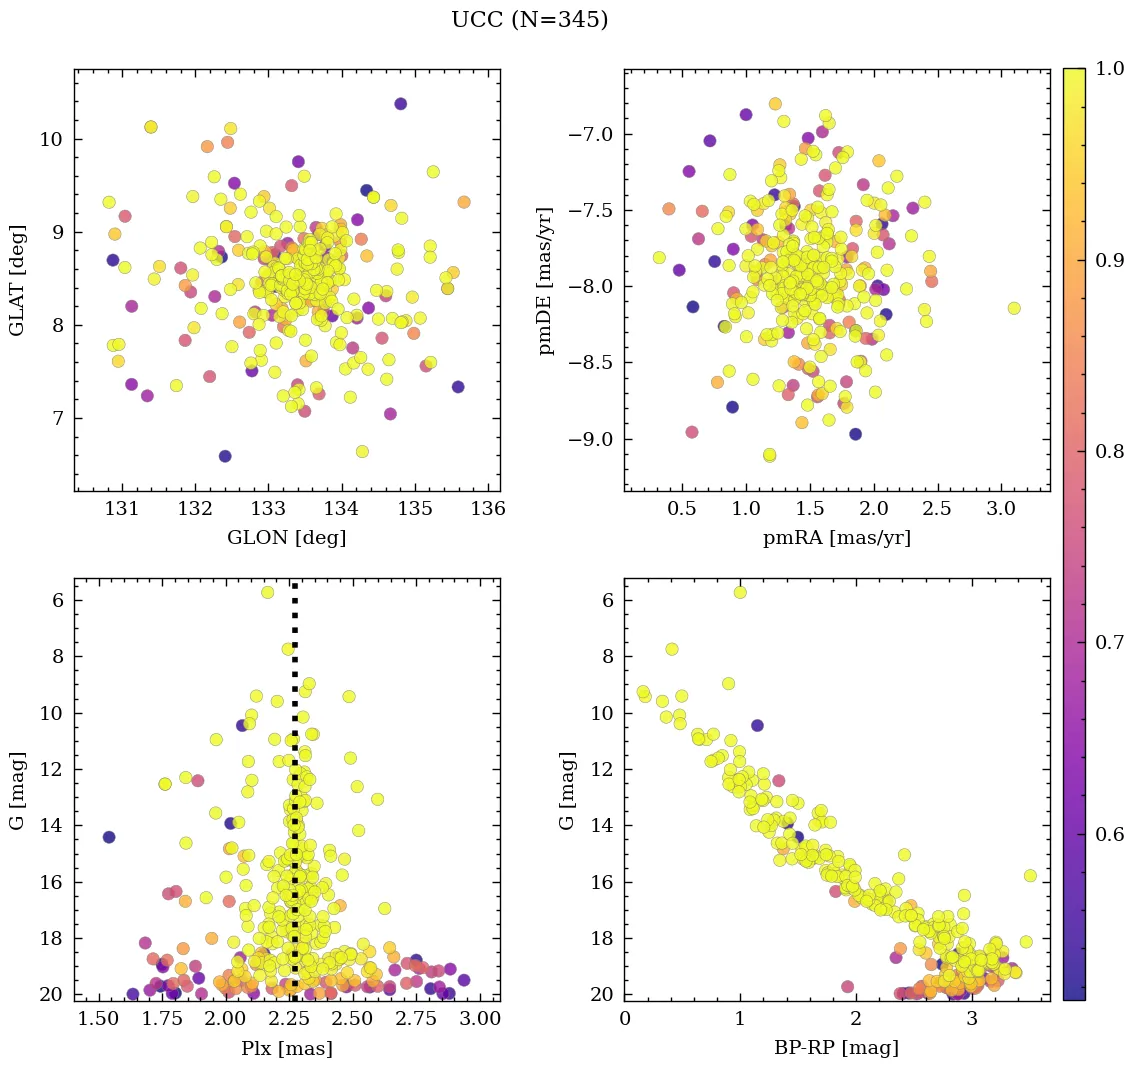 UCC (N=345)
10
9
8
7
131 132 133 134 135 136
GLAT [deg]
GLON [deg]
−7.0
−7.5
−8.0
−8.5
−9.0
0.5 1.0 1.5 2.0 2.5 3.0
pmDE [mas/yr]
pmRA [mas/yr]
1.0
0.9
0.8
0.7
0.6
6
8
10
12
14
16
18
20
1.50 1.75 2.00 2.25 2.50 2.75 3.00
G [mag]
Plx [mas]
6
8
10
12
14
16
18
20
0 1 2 3
G [mag]
BP-RP [mag]